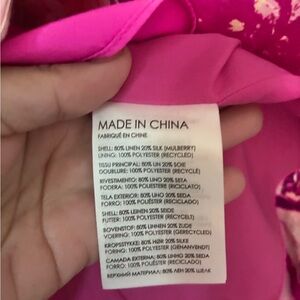 MADE IN CHINA
FABRIQUÉ EN CHINE
SHELL: 80% LINEN 20% SILK (MULBERRY)
LINING: 100% POLYESTER (RECYCLED)
TISSU PRINCIPAL: 80% LIN 20% SOIE
DOUBLURE: 100% POLYESTER (RECYCLÉ)
RIVESTIMENTO: 80% LINO 20% SETA
FODERA: 100% POLIESTERE (RICICLATO)
TELA EXTERIOR: 80% LINO 20% SEDA
FORRO: 100% POLIÉSTER (RECICLADO)
SHELL: 80% LEINEN 20% SEIDE
FUTTER: 100% POLYESTER (RECYCELT)
BOVENSTOF: 80% LINNEN 20% ZIJDE
VOERING: 100% POLYESTER (GERECYCLED)
KROPSSTYKKE: 80% HØR 20% SILKE
FORING: 100% POLYESTER (GENANVENDT)
CAMADA EXTERNA: 80% LINHO 20% SEDA
FORRO: 100% POLIÉSTER (RECICLADO)
ВЕРХНИЙ МАТЕРИАЛ: 80% ЛЕН 20% ШЕЛК